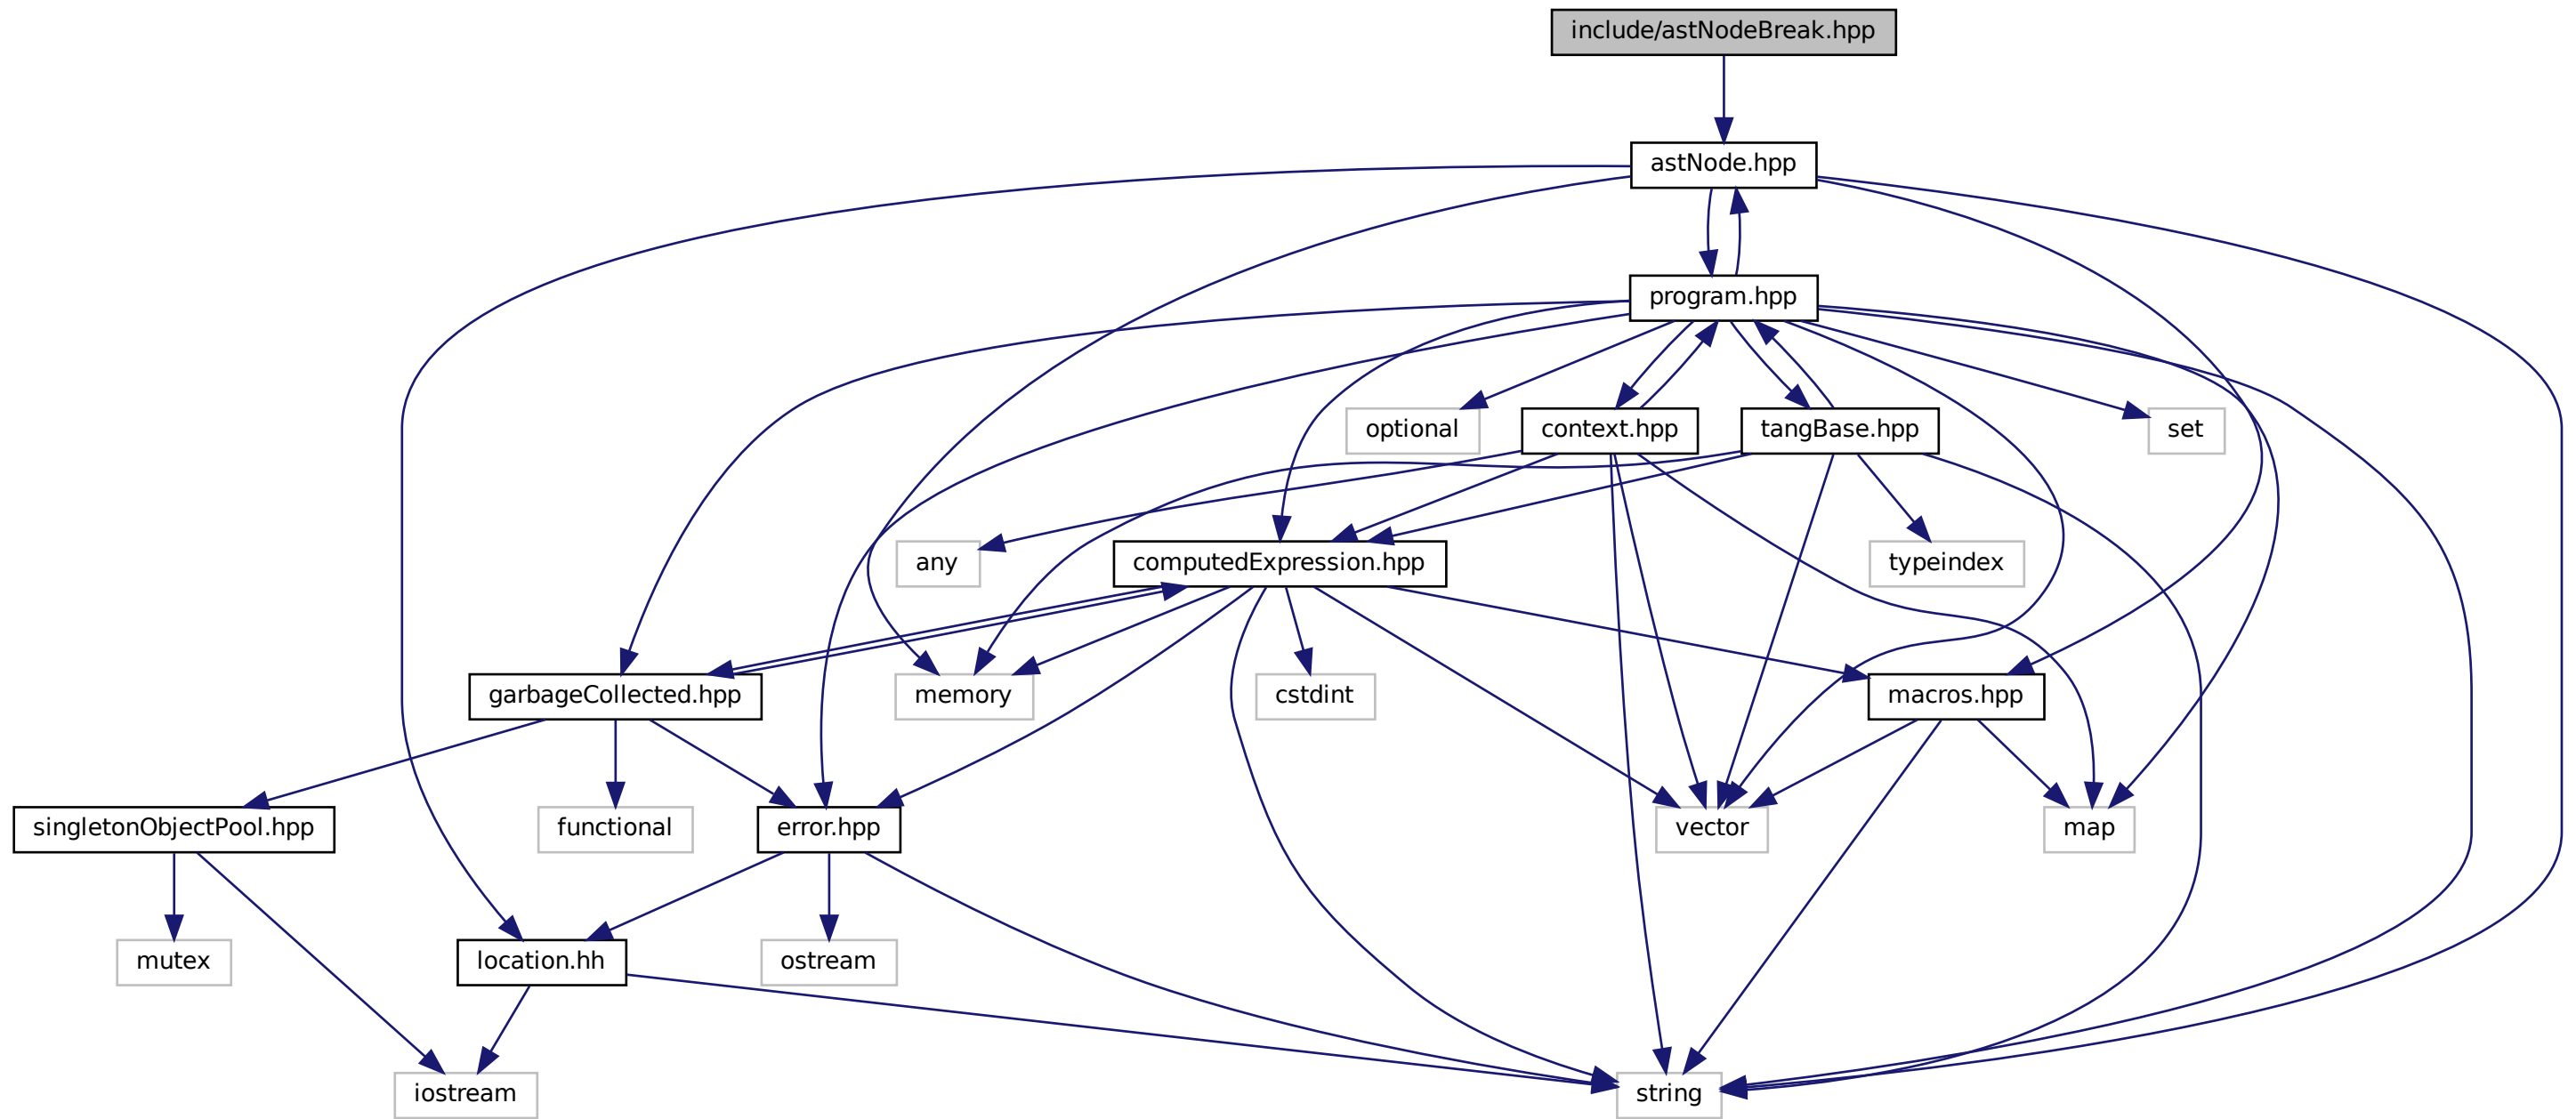 include/astNodeBreak.hpp
astNode.hpp
program.hpp
optional
context.hpp
tangBase.hpp
set
any
computedExpression.hpp
typeindex
garbageCollected.hpp
memory
cstdint
macros.hpp
singletonObjectPool.hpp
functional
error.hpp
vector
map
mutex
location.hh
ostream
iostream
string